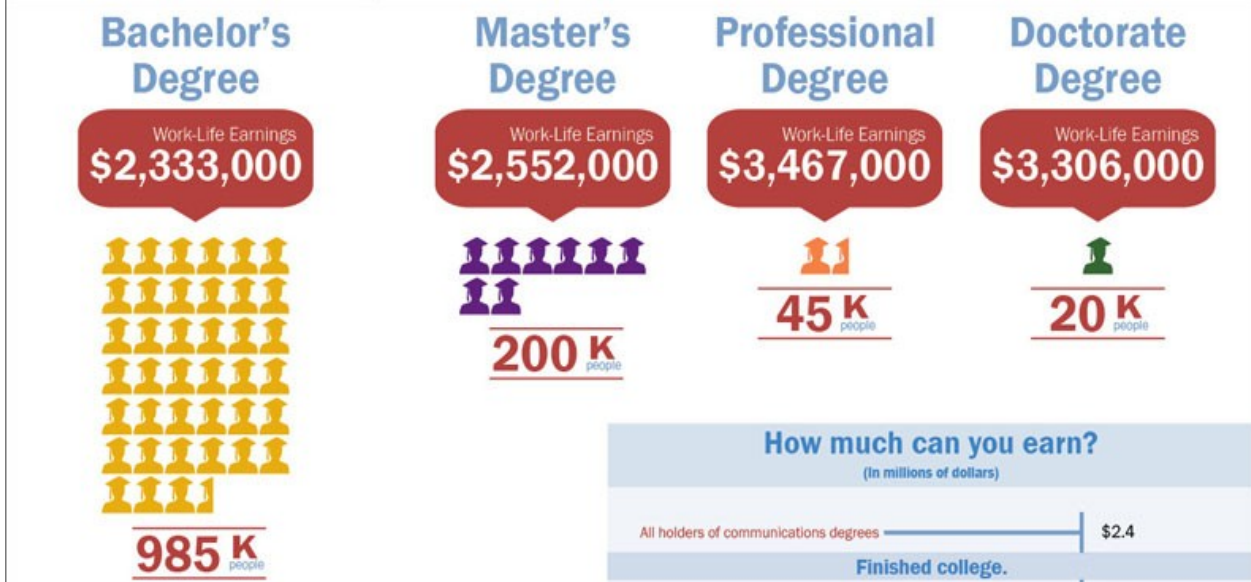 Bachelor's
Degree
Work-Life Earnings
$2,333,000
985 K
people
Master's
Degree
Work-Life Earnings
$2,552,000
200 K
people
Professional
Degree
Work-Life Earnings
$3,467,000
45 K
people
Doctorate
Degree
Work-Life Earnings
$3,306,000
20 K
people
How much can you earn?
(In millions of dollars)
All holders of communications degrees
$2.4
Finished college.